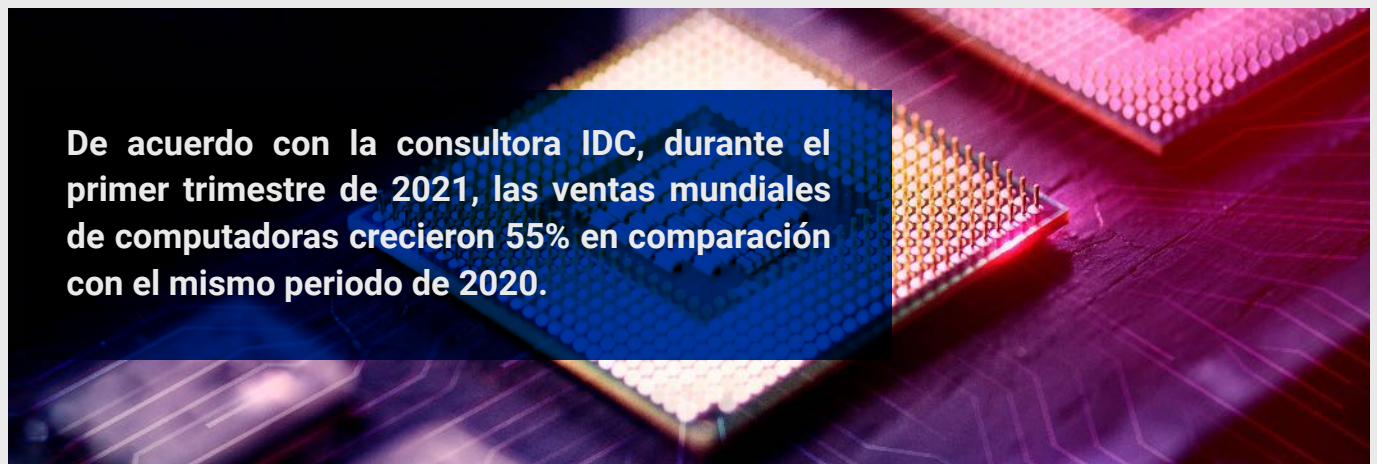 De acuerdo con la consultora IDC, durante el
primer trimestre de 2021, las ventas mundiales
de computadoras crecieron 55% en comparación
con el mismo periodo de 2020.